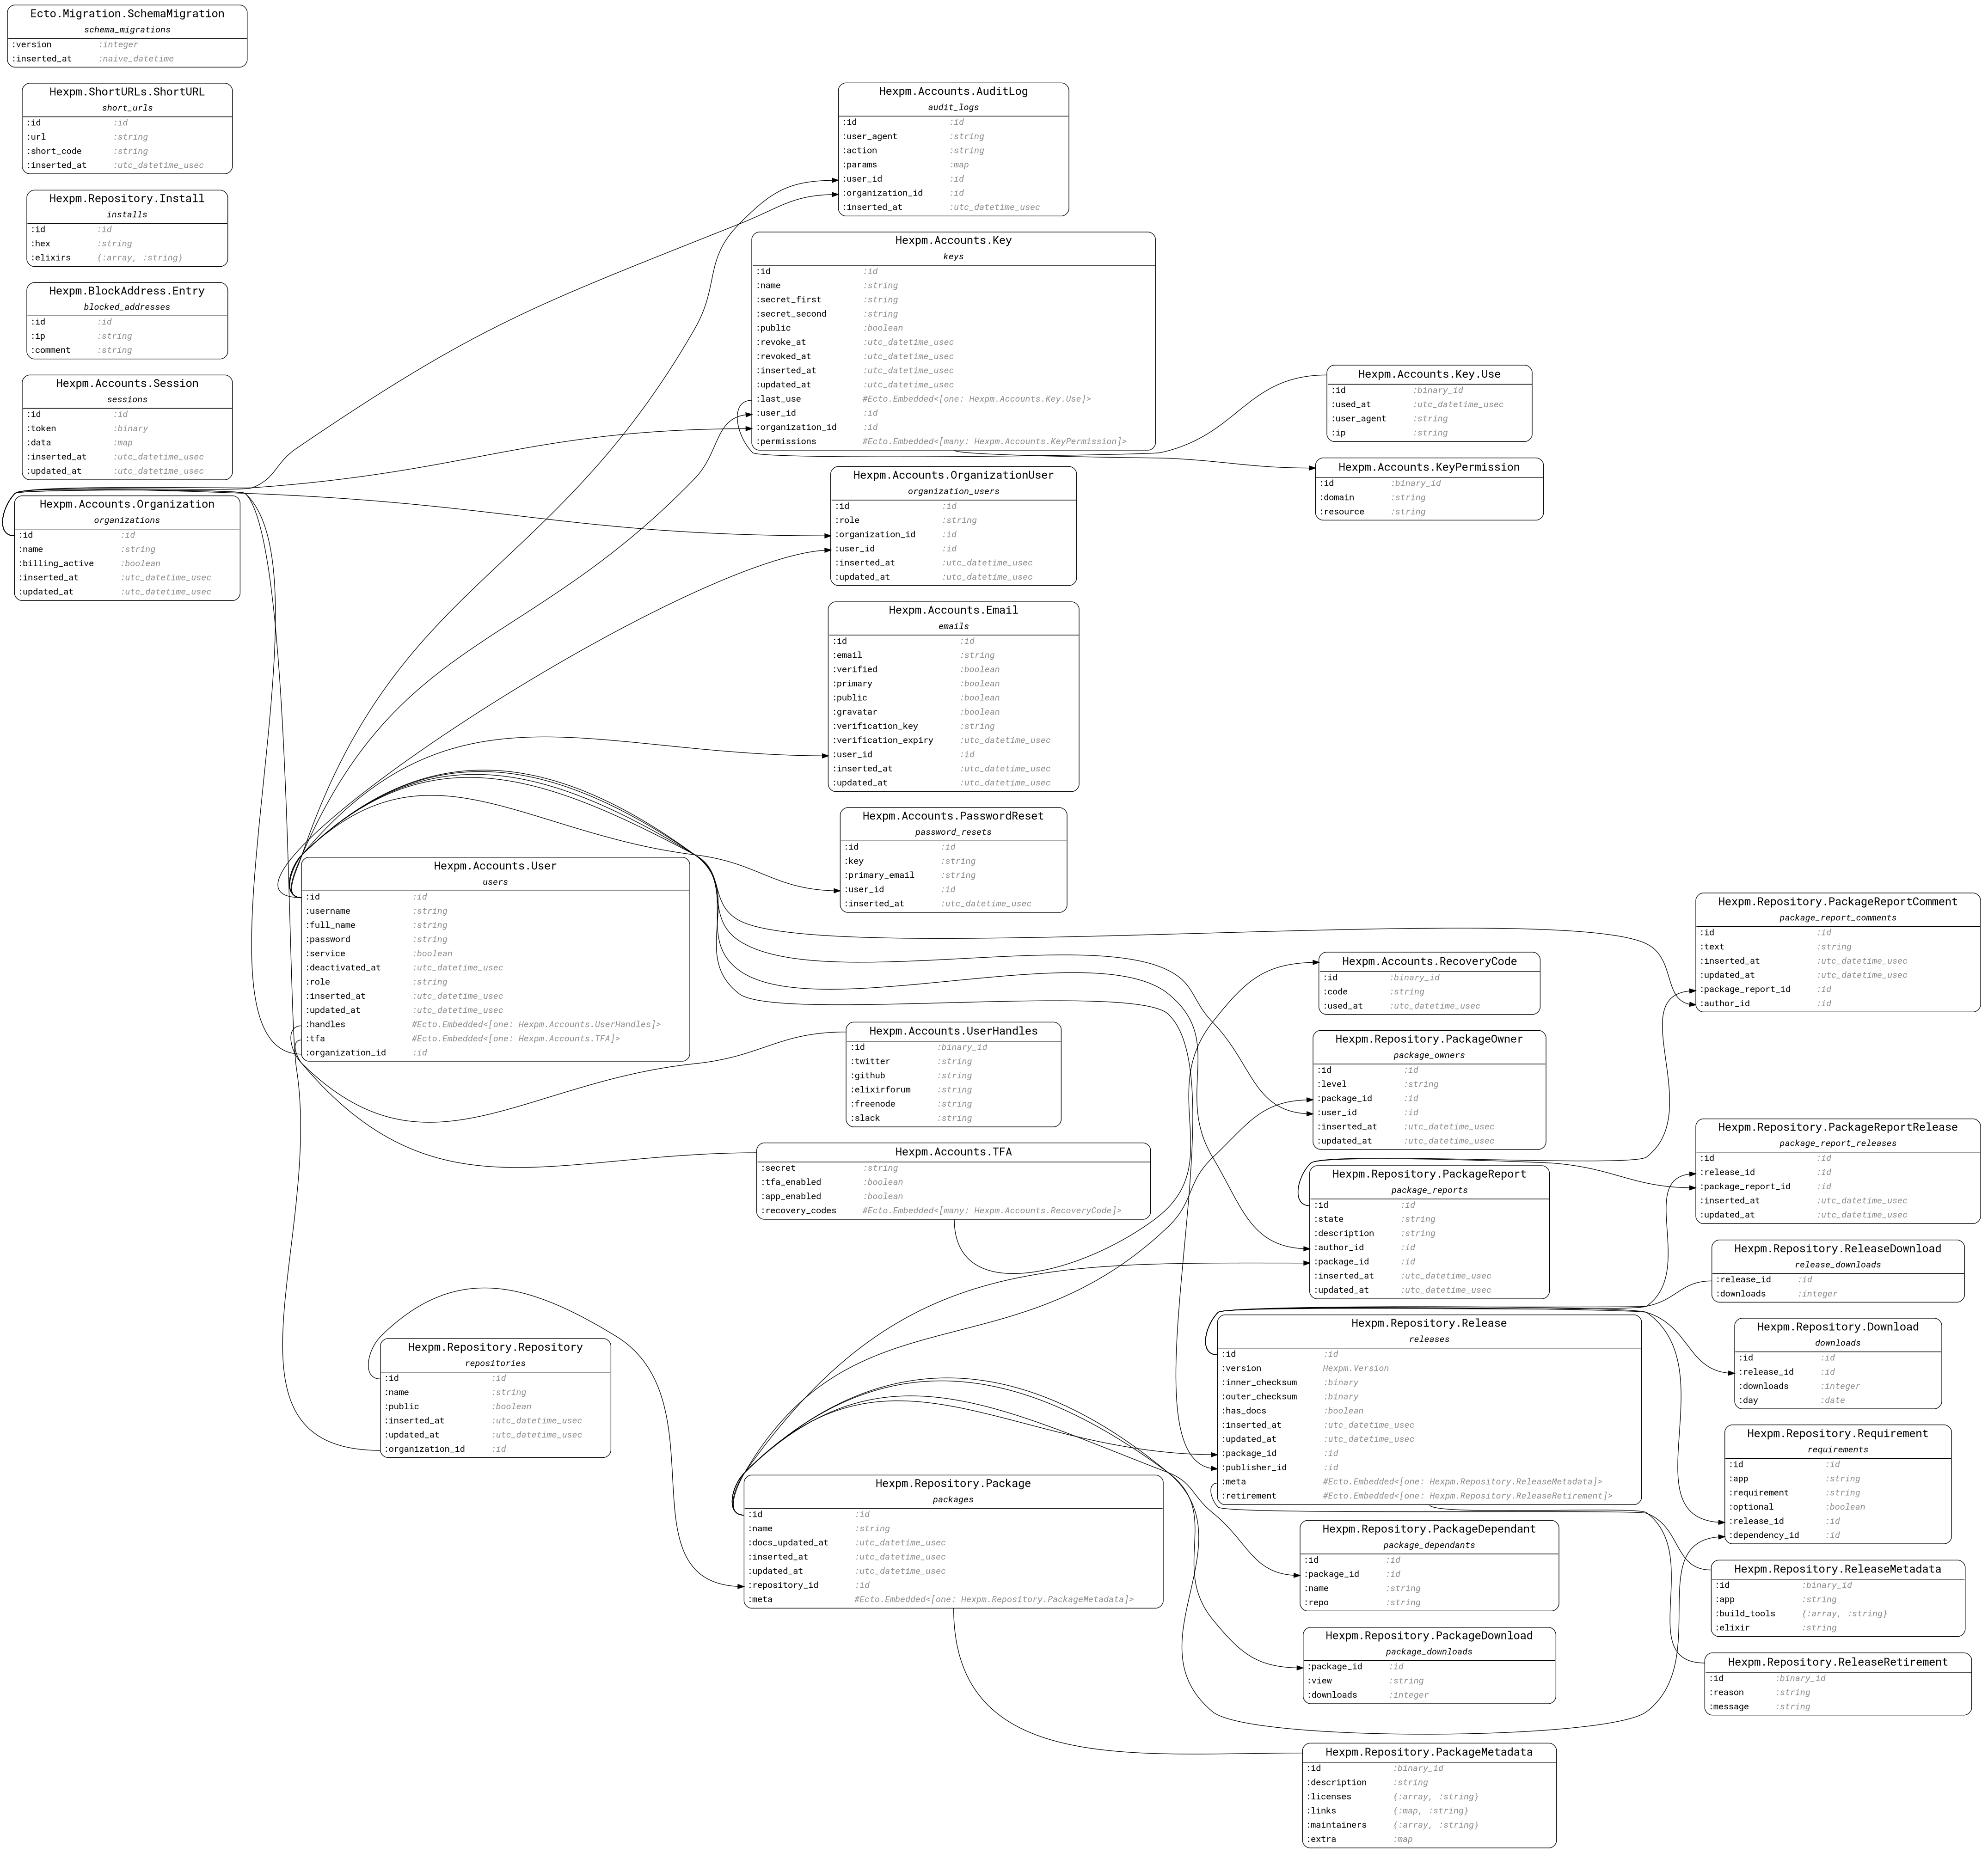 Ecto.Migration.SchemaMigration
schema_migrations
:version :integer
:inserted_at :naive_datetime
Hexpm.ShortURLs.ShortURL
short_urls
:id :id
:url :string
:short_code :string
:inserted_at :utc_datetime_usec
Hexpm.Repository.Install
installs
:id :id
:hex :string
:elixirs {:array, :string}
Hexpm.BlockAddress.Entry
blocked_addresses
:id :id
:ip :string
:comment :string
Hexpm.Accounts.Session
sessions
:id :id
:token :binary
:data :map
:inserted_at :utc_datetime_usec
:updated_at :utc_datetime_usec
Hexpm.Accounts.Organization
organizations
:id :id
:name :string
:billing_active :boolean
:inserted_at :utc_datetime_usec
:updated_at :utc_datetime_usec
Hexpm.Accounts.User
users
:id :id
:username :string
:full_name :string
:password :string
:service :boolean
:deactivated_at :utc_datetime_usec
:role :string
:inserted_at :utc_datetime_usec
:updated_at :utc_datetime_usec
:handles #Ecto.Embedded<[one: Hexpm.Accounts.UserHandles]>
:tfa #Ecto.Embedded<[one: Hexpm.Accounts.TFA]>
:organization_id :id
Hexpm.Repository.Repository
repositories
:id :id
:name :string
:public :boolean
:inserted_at :utc_datetime_usec
:updated_at :utc_datetime_usec
:organization_id :id
Hexpm.Accounts.AuditLog
audit_logs
:id :id
:user_agent :string
:action :string
:params :map
:user_id :id
:organization_id :id
:inserted_at :utc_datetime_usec
Hexpm.Accounts.Key
keys
:id :id
:name :string
:secret_first :string
:secret_second :string
:public :boolean
:revoke_at :utc_datetime_usec
:revoked_at :utc_datetime_usec
:inserted_at :utc_datetime_usec
:updated_at :utc_datetime_usec
:last_use #Ecto.Embedded<[one: Hexpm.Accounts.Key.Use]>
:user_id :id
:organization_id :id
:permissions #Ecto.Embedded<[many: Hexpm.Accounts.KeyPermission]>
Hexpm.Accounts.OrganizationUser
organization_users
:id :id
:role :string
:organization_id :id
:user_id :id
:inserted_at :utc_datetime_usec
:updated_at :utc_datetime_usec
Hexpm.Accounts.Email
emails
:id :id
:email :string
:verified :boolean
:primary :boolean
:public :boolean
:gravatar :boolean
:verification_key :string
:verification_expiry :utc_datetime_usec
:user_id :id
:inserted_at :utc_datetime_usec
:updated_at :utc_datetime_usec
Hexpm.Accounts.PasswordReset
password_resets
:id :id
:key :string
:primary_email :string
:user_id :id
:inserted_at :utc_datetime_usec
Hexpm.Accounts.UserHandles
:id :binary_id
:twitter :string
:github :string
:elixirforum :string
:freenode :string
:slack :string
Hexpm.Accounts.TFA
:secret :string
:tfa_enabled :boolean
:app_enabled :boolean
:recovery_codes #Ecto.Embedded<[many: Hexpm.Accounts.RecoveryCode]>
Hexpm.Repository.Package
packages
:id :id
:name :string
:docs_updated_at :utc_datetime_usec
:inserted_at :utc_datetime_usec
:updated_at :utc_datetime_usec
:repository_id :id
:meta #Ecto.Embedded<[one: Hexpm.Repository.PackageMetadata]>
Hexpm.Accounts.Key.Use
:id :binary_id
:used_at :utc_datetime_usec
:user_agent :string
:ip :string
Hexpm.Accounts.KeyPermission
:id :binary_id
:domain :string
:resource :string
Hexpm.Accounts.RecoveryCode
:id :binary_id
:code :string
:used_at :utc_datetime_usec
Hexpm.Repository.PackageOwner
package_owners
:id :id
:level :string
:package_id :id
:user_id :id
:inserted_at :utc_datetime_usec
:updated_at :utc_datetime_usec
Hexpm.Repository.PackageReport
package_reports
:id :id
:state :string
:description :string
:author_id :id
:package_id :id
:inserted_at :utc_datetime_usec
:updated_at :utc_datetime_usec
Hexpm.Repository.Release
releases
:id :id
:version Hexpm.Version
:inner_checksum :binary
:outer_checksum :binary
:has_docs :boolean
:inserted_at :utc_datetime_usec
:updated_at :utc_datetime_usec
:package_id :id
:publisher_id :id
:meta #Ecto.Embedded<[one: Hexpm.Repository.ReleaseMetadata]>
:retirement #Ecto.Embedded<[one: Hexpm.Repository.ReleaseRetirement]>
Hexpm.Repository.PackageDependant
package_dependants
:id :id
:package_id :id
:name :string
:repo :string
Hexpm.Repository.PackageDownload
package_downloads
:package_id :id
:view :string
:downloads :integer
Hexpm.Repository.PackageMetadata
:id :binary_id
:description :string
:licenses {:array, :string}
:links {:map, :string}
:maintainers {:array, :string}
:extra :map
Hexpm.Repository.PackageReportComment
package_report_comments
:id :id
:text :string
:inserted_at :utc_datetime_usec
:updated_at :utc_datetime_usec
:package_report_id :id
:author_id :id
Hexpm.Repository.PackageReportRelease
package_report_releases
:id :id
:release_id :id
:package_report_id :id
:inserted_at :utc_datetime_usec
:updated_at :utc_datetime_usec
Hexpm.Repository.ReleaseDownload
release_downloads
:release_id :id
:downloads :integer
Hexpm.Repository.Download
downloads
:id :id
:release_id :id
:downloads :integer
:day :date
Hexpm.Repository.Requirement
requirements
:id :id
:app :string
:requirement :string
:optional :boolean
:release_id :id
:dependency_id :id
Hexpm.Repository.ReleaseMetadata
:id :binary_id
:app :string
:build_tools {:array, :string}
:elixir :string
Hexpm.Repository.ReleaseRetirement
:id :binary_id
:reason :string
:message :string